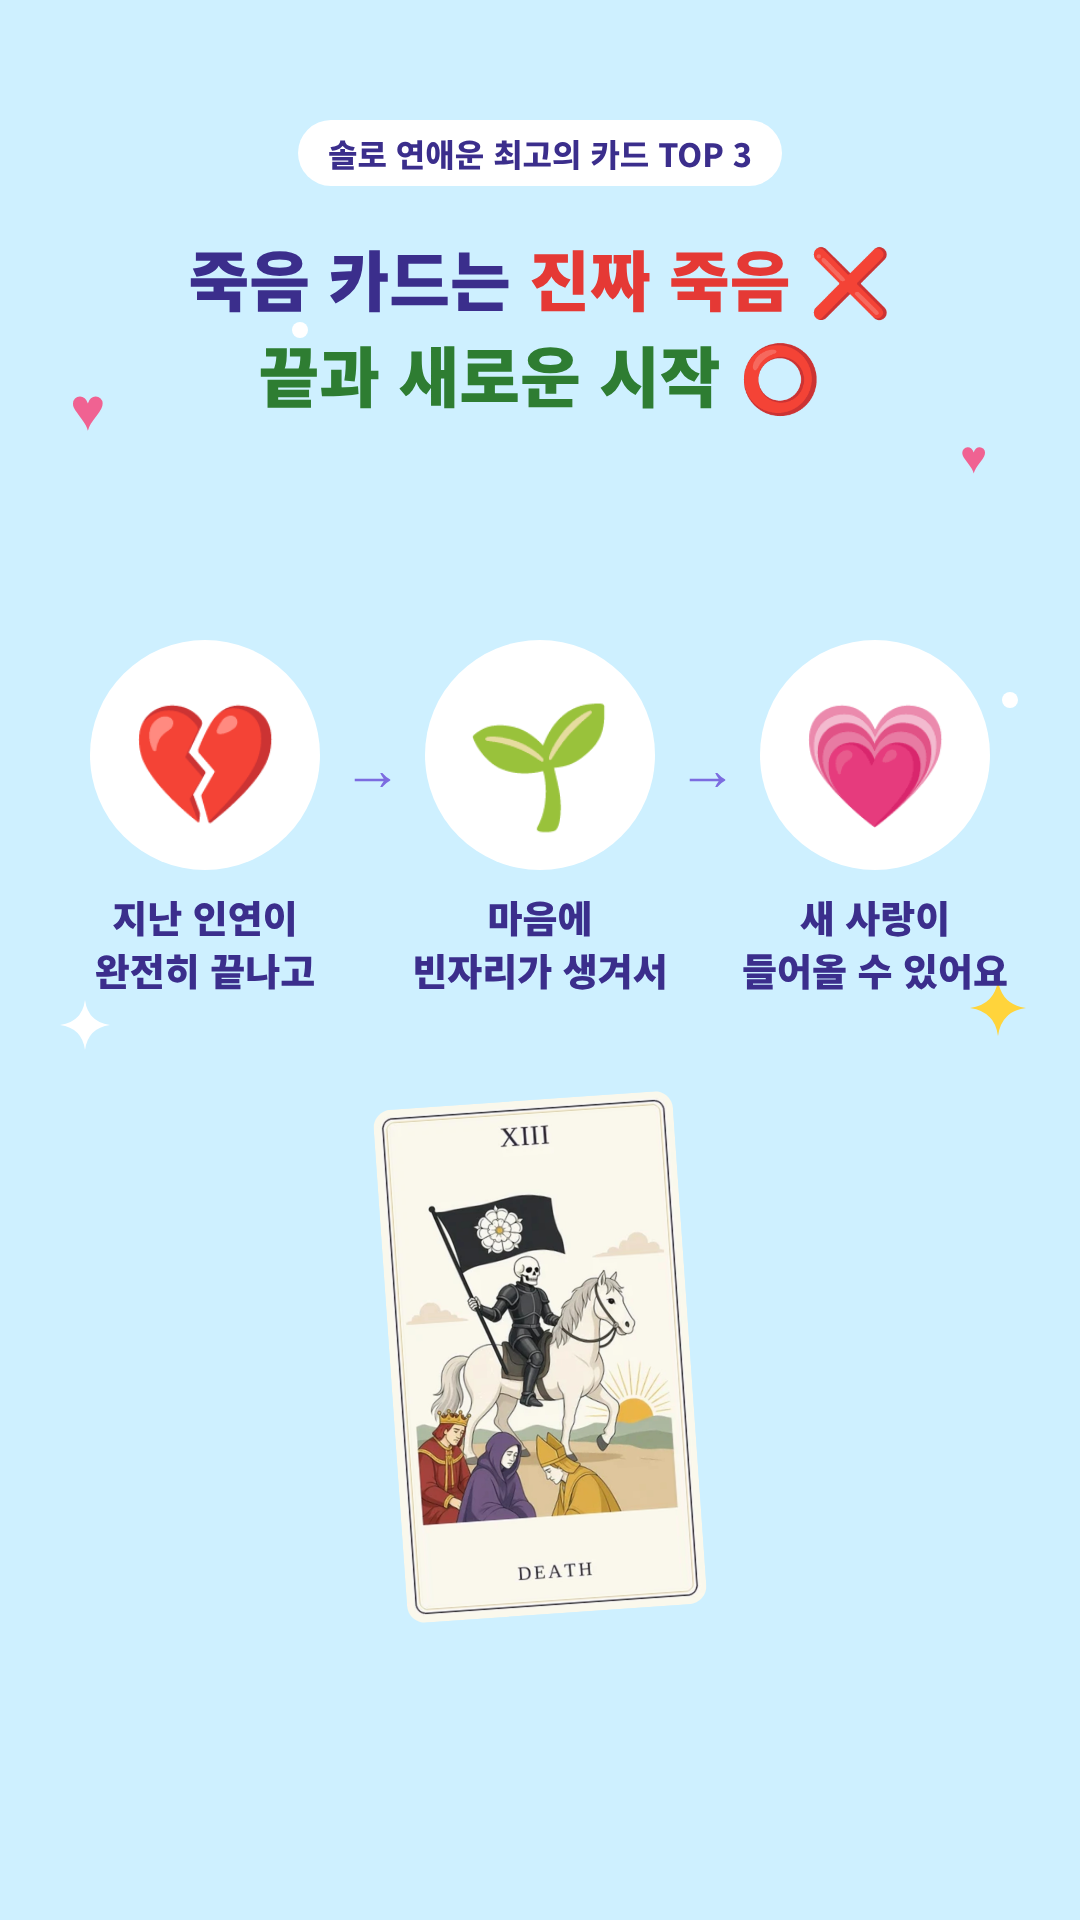 솔로 연애운 최고의 카드 TOP 3
죽음 카드는 진짜 죽음 ❌
끝과 새로운 시작 ⭕
→ →
지난 인연이
완전히 끝나고
마음에
빈자리가 생겨서
새 사랑이
들어올 수 있어요
XIII
DEATH